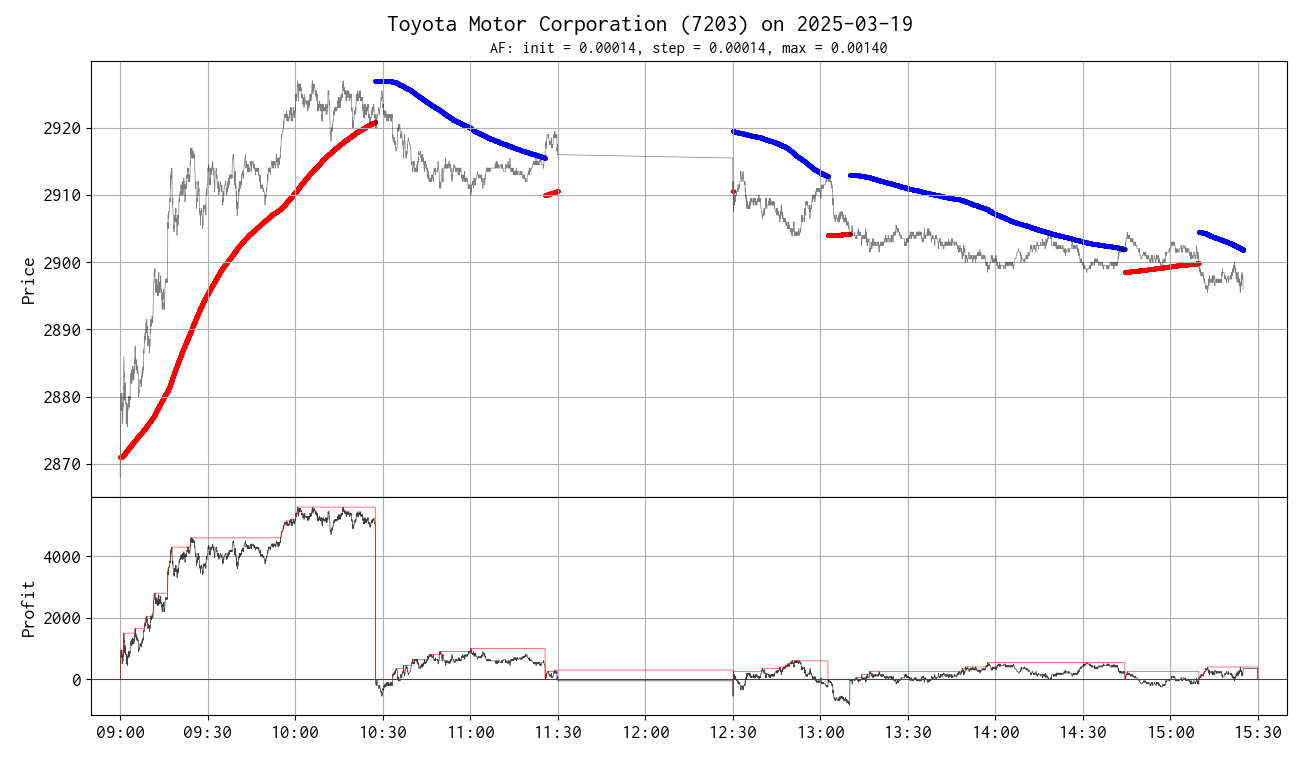 Toyota Motor Corporation (7203) on 2025-03-19
AF: init = 0.00014, step = 0.00014, max = 0.00140
Price
2920
2910
2900
2890
2880
2870
Profit
4000
2000
0
09:00 09:30 10:00 10:30 11:00 11:30 12:00 12:30 13:00 13:30 14:00 14:30 15:00 15:30